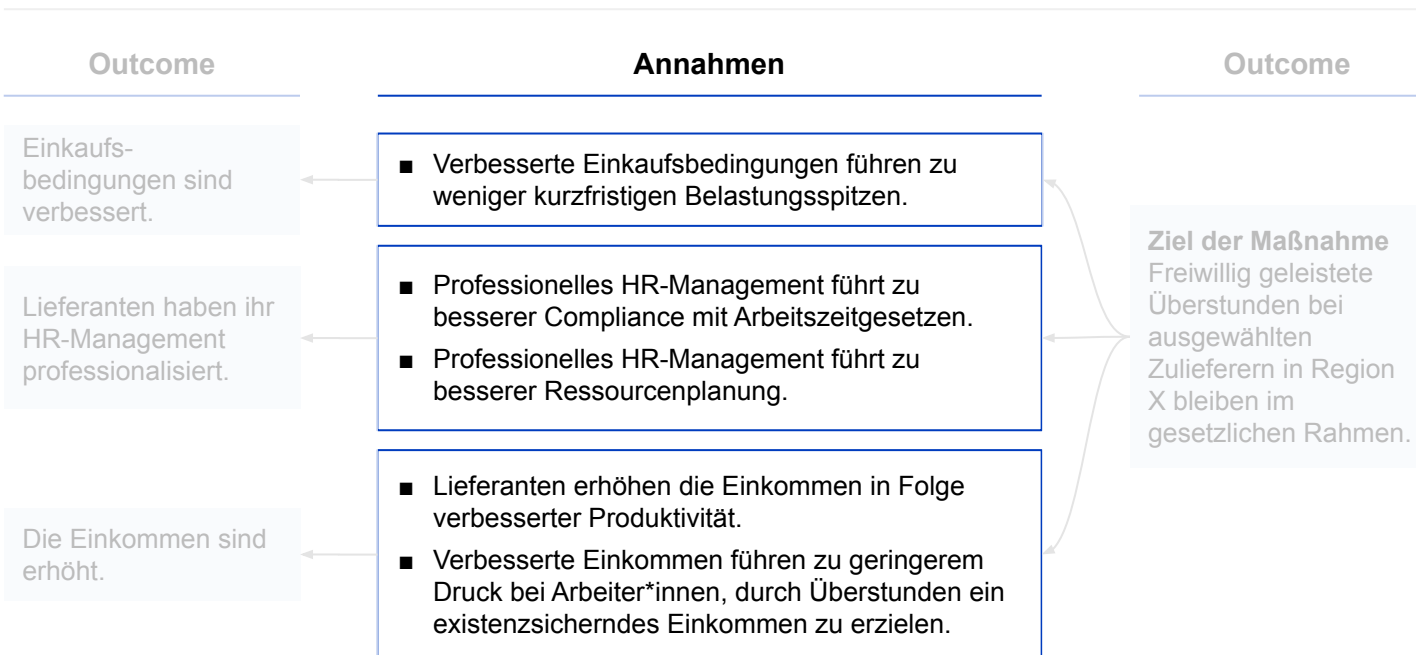 Outcome
Annahmen
Outcome
Einkaufs-
bedingungen sind
verbessert.
Lieferanten haben ihr
HR-Management
professionalisiert.
Die Einkommen sind
erhöht.
■ Verbesserte Einkaufsbedingungen führen zu
weniger kurzfristigen Belastungsspitzen.
■ Professionelles HR-Management führt zu
besserer Compliance mit Arbeitszeitgesetzen.
■ Professionelles HR-Management führt zu
besserer Ressourcenplanung.
■ Lieferanten erhöhen die Einkommen in Folge
verbesserter Produktivität.
■ Verbesserte Einkommen führen zu geringerem
Druck bei Arbeiter*innen, durch Überstunden ein
existenzsicherndes Einkommen zu erzielen.
Ziel der Maßnahme
Freiwillig geleistete
Überstunden bei
ausgewählten
Zulieferern in Region
X bleiben im
gesetzlichen Rahmen.